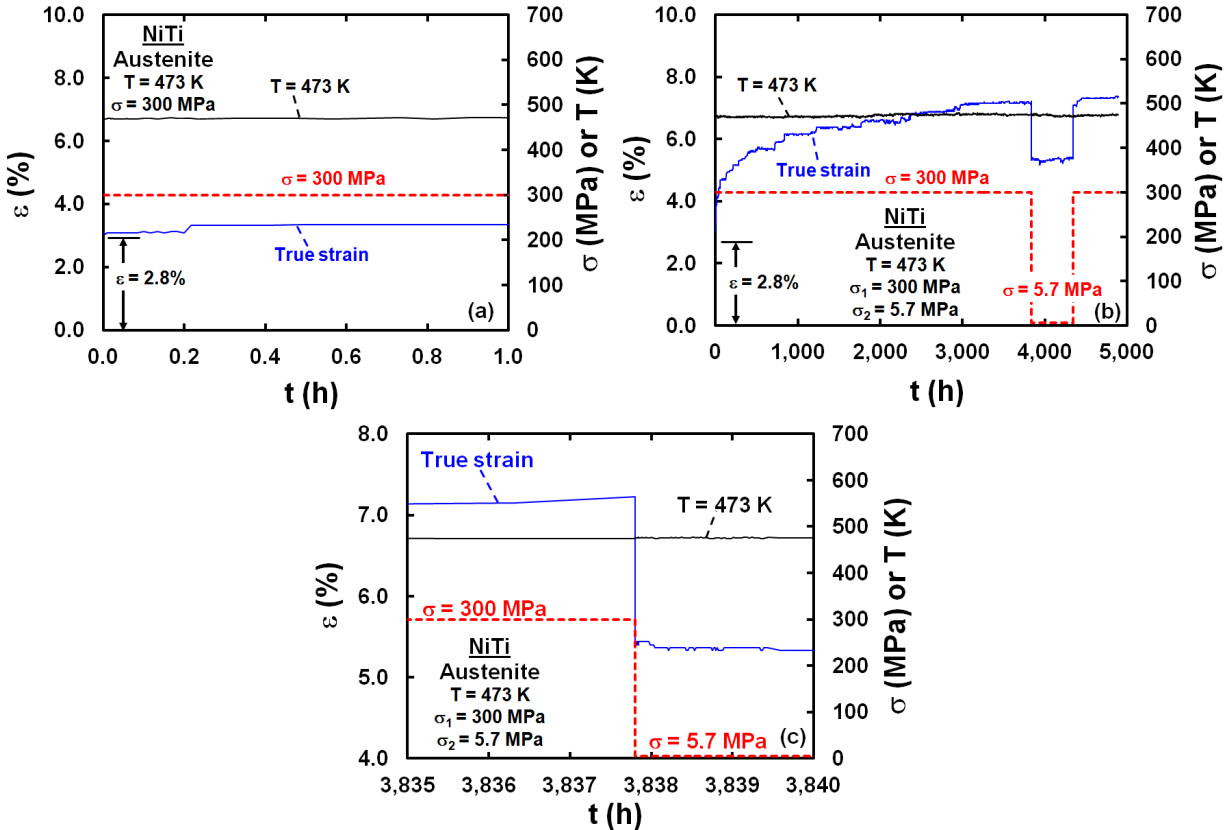 10.0
8.0
6.0
4.0
2.0
0.0
ε (%)
NiTi
Austenite
T = 473 K
σ = 300 MPa
T = 473 K
σ = 300 MPa
True strain
ε = 2.8%
(a)
700
600
500
400
300
200
100
0
σ (MPa) or T (K)
0.0 0.2 0.4 0.6 0.8 1.0
t (h)
10.0
8.0
6.0
4.0
2.0
0.0
ε (%)
T = 473 K
True strain
σ = 300 MPa
NiTi
Austenite
T = 473 K
σ1 = 300 MPa
σ2 = 5.7 MPa
ε = 2.8%
σ = 5.7 MPa
(b)
700
600
500
400
300
200
100
0
σ (MPa) or T (K)
0 1,000 2,000 3,000 4,000 5,000
t (h)
8.0
7.0
6.0
5.0
4.0
ε (%)
True strain
T = 473 K
σ = 300 MPa
NiTi
Austenite
T = 473 K
σ1 = 300 MPa
σ2 = 5.7 MPa
σ = 5.7 MPa
(c)
700
600
500
400
300
200
100
0
σ (MPa) or T (K)
3,835 3,836 3,837 3,838 3,839 3,840
t (h)